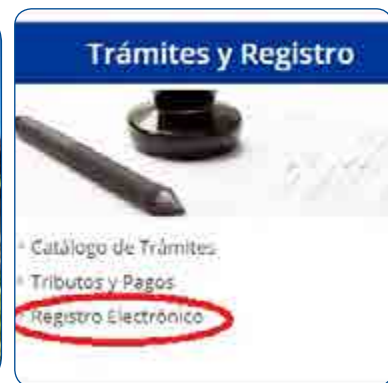 Trámites y Registro
Catálogo de Trámites
Tributos y Pagos
Registro Electrónico